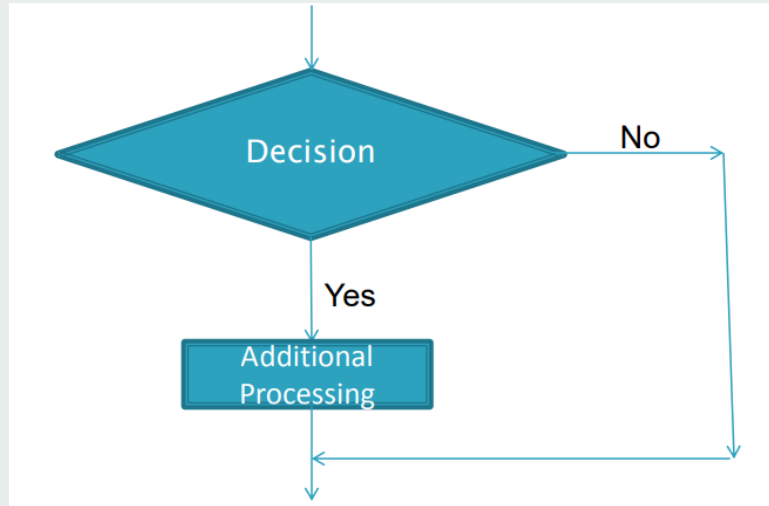 Decision
No
Yes
Additional
Processing